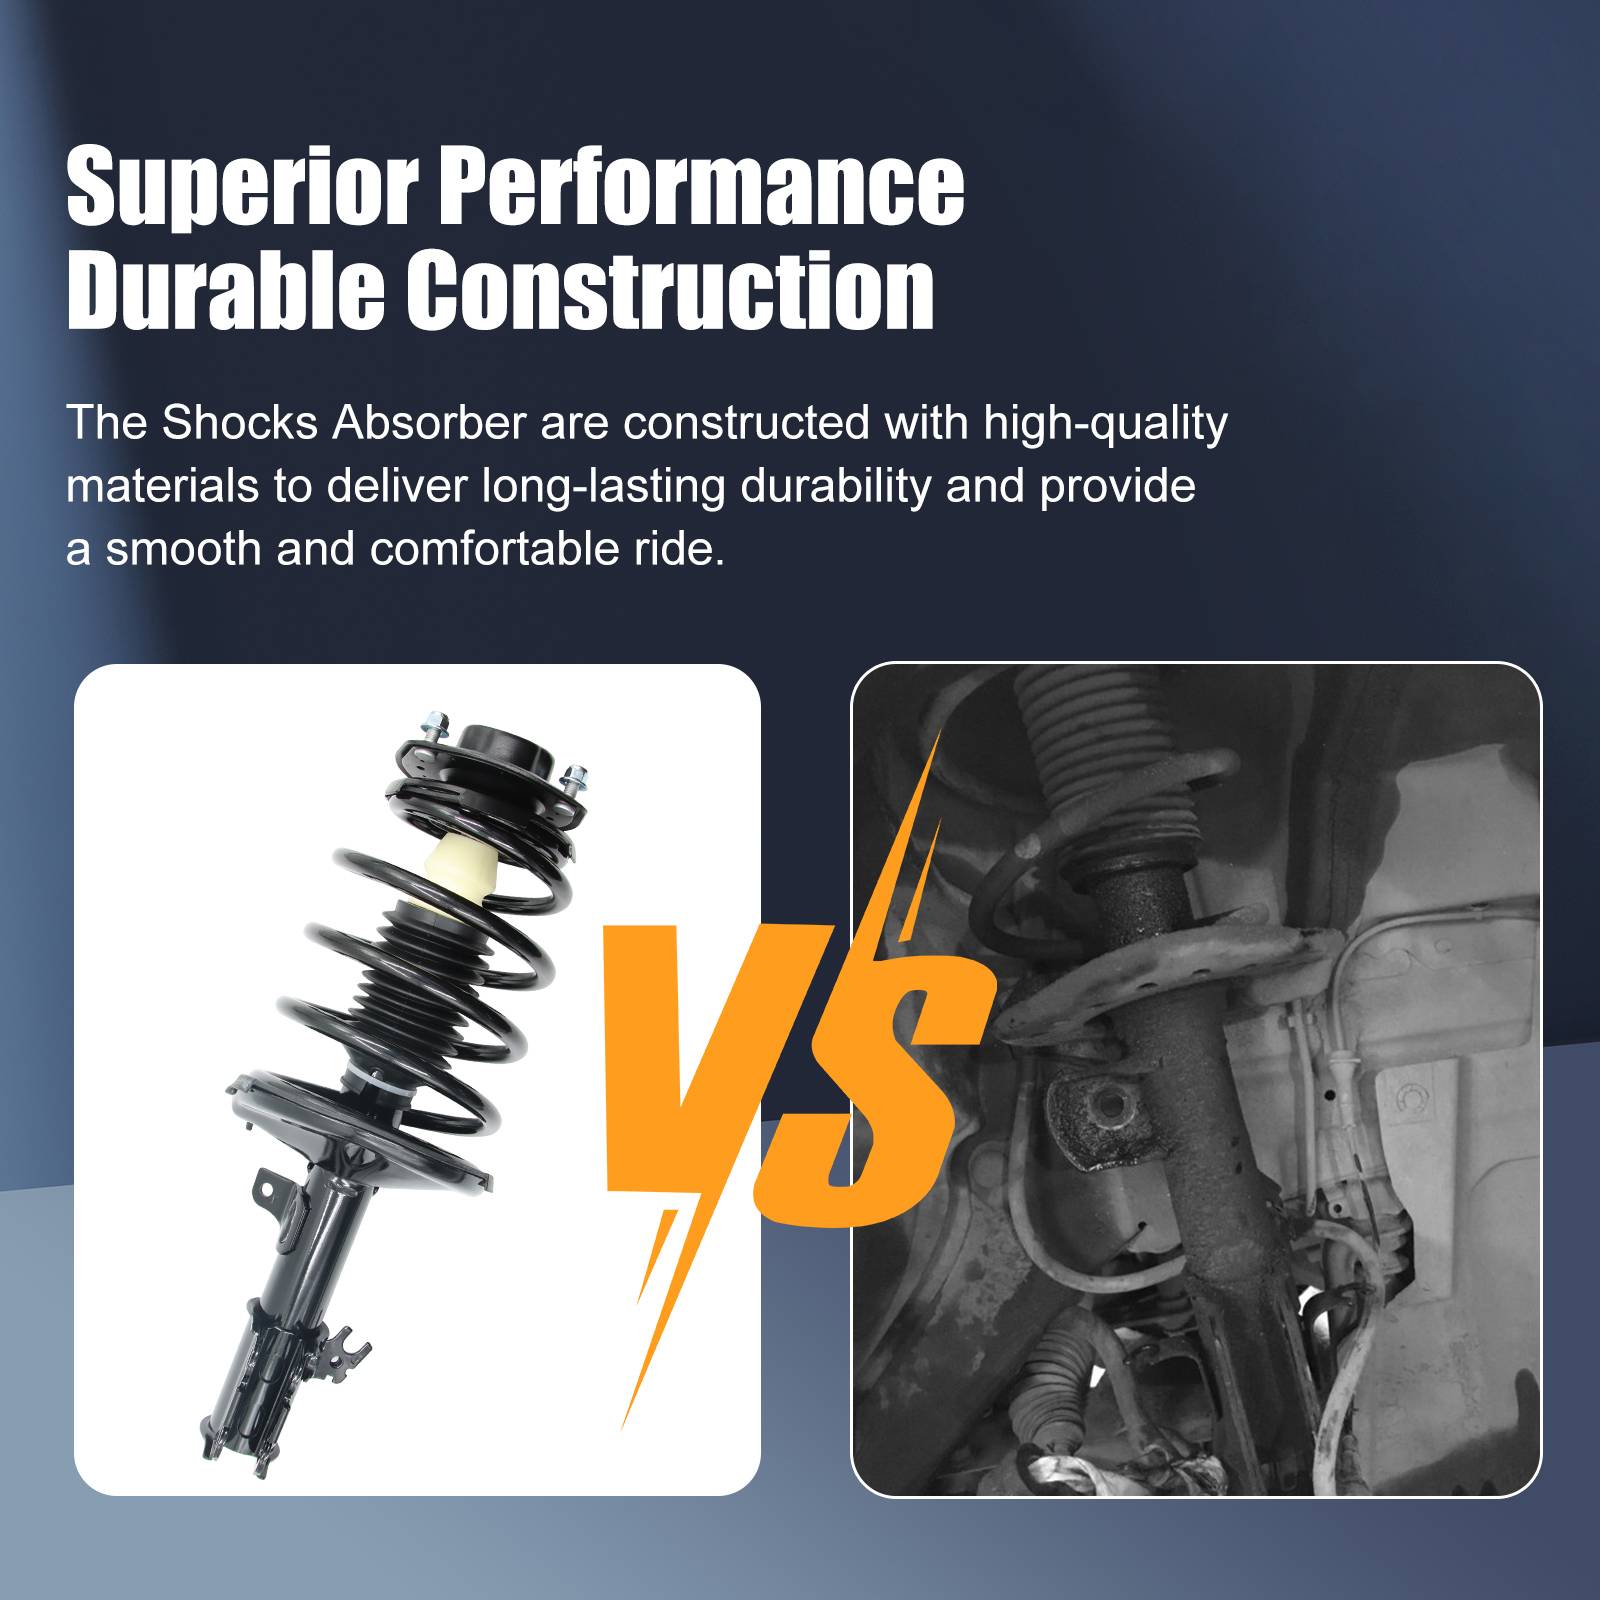 Superior Performance
Durable Construction
The Shocks Absorber are constructed with high-quality
materials to deliver long-lasting durability and provide
a smooth and comfortable ride.
VS